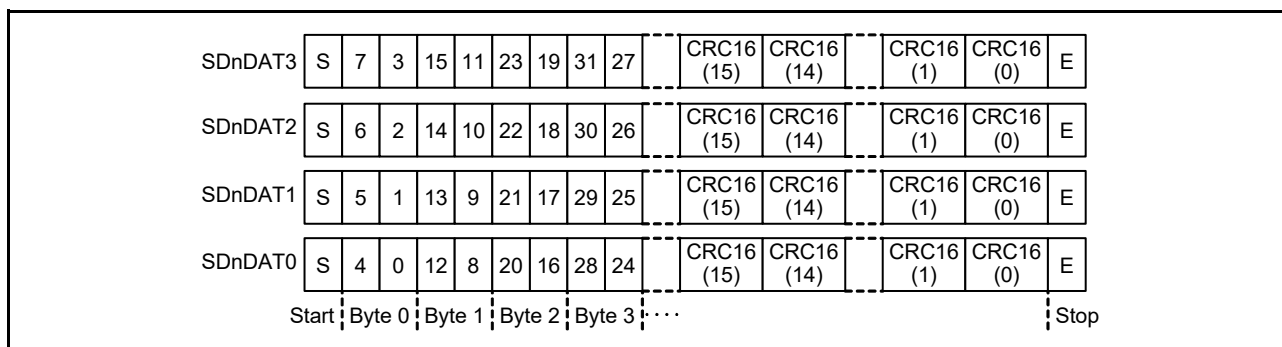 SDnDAT3 S 7 3 15 11 23 19 31 27 CRC16 (15) CRC16 (14) CRC16 (1) CRC16 (0) E
SDnDAT2 S 6 2 14 10 22 18 30 26 CRC16 (15) CRC16 (14) CRC16 (1) CRC16 (0) E
SDnDAT1 S 5 1 13 9 21 17 29 25 CRC16 (15) CRC16 (14) CRC16 (1) CRC16 (0) E
SDnDAT0 S 4 0 12 8 20 16 28 24 CRC16 (15) CRC16 (14) CRC16 (1) CRC16 (0) E
Start Byte 0 Byte 1 Byte 2 Byte 3 ···· Stop